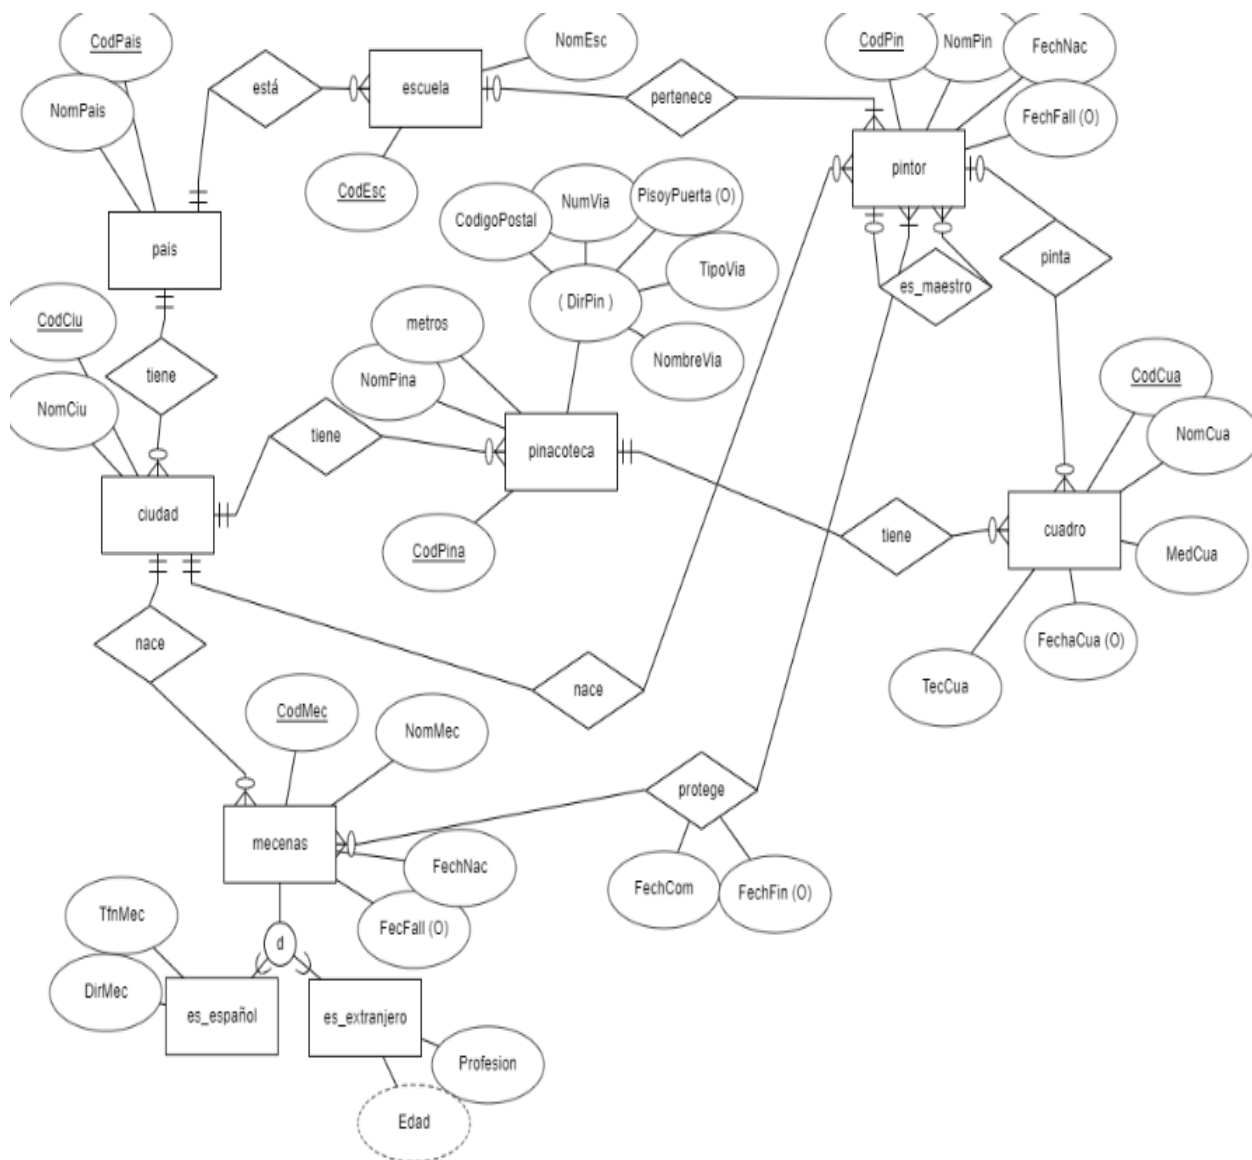 CodPais
NomPais
está
NomEsc
escuela
CodEsc
pertenece
CodPin
NomPin
FechNac
FechFall (O)
pintor
pais
CodigoPostal
NumVia
PisoyPuerta (O)
TipoVia
( DirPin )
NombreVia
es_maestro
pinta
CodCiu
NomCiu
tiene
metros
NomPina
tiene
pinacoteca
CodPina
ciudad
CodCua
NomCua
tiene
cuadro
MedCua
FechaCua (O)
TecCua
nace
nace
CodMec
NomMec
protege
mecenas
FechNac
FecFall (O)
FechCom
FechFin (O)
TfnMec
DirMec
d
es_español
es_extranjero
Profesion
Edad